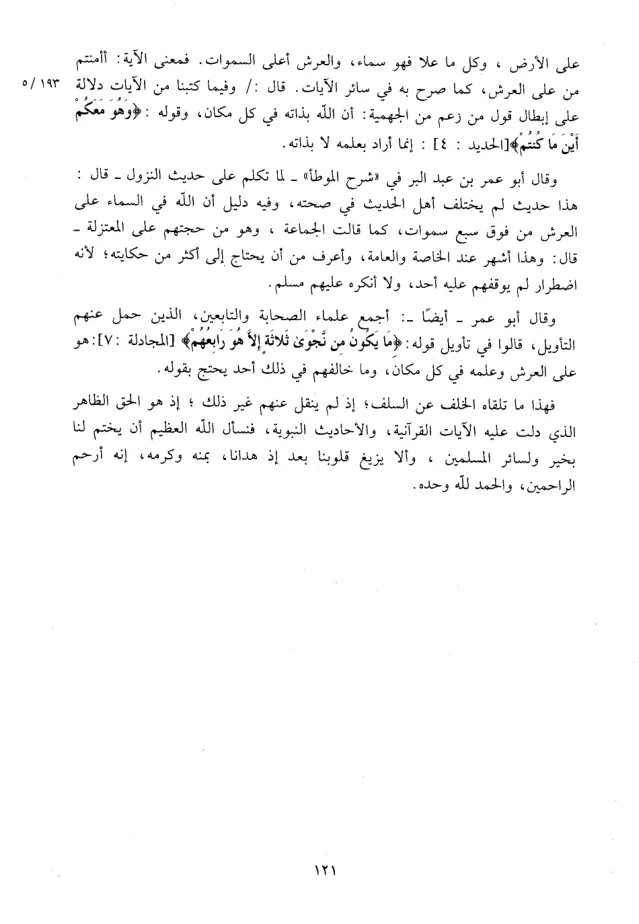 على الأرض ، وكل ما علا فهو سماء، والعرش أعلى السموات. فمعنى الآية: أأمنتم
من على العرش، كما صرح به في سائر الآيات. قال :/ وفيما كتبنا من الآيات دلالة ٥/١٩٣
على إبطال قول من زعم من الجهمية: أن الله بذاته في كل مكان، وقوله :﴿وَهُوَ مَعَكُمْ
أَيْنَ مَا كُنتُمْ﴾[الحديد : ٤] : إنما أراد بعلمه لا بذاته.
وقال أبو عمر بن عبد البر في «شرح الموطأ» ـ لما تكلم على حديث النزول ـ قال :
هذا حديث لم يختلف أهل الحديث في صحته، وفيه دليل أن الله في السماء على
العرش من فوق سبع سموات، كما قالت الجماعة ، وهو من حجتهم على المعتزلة ـ
قال: وهذا أشهر عند الخاصة والعامة، وأعرف من أن يحتاج إلى أكثر من حكايته؛ لأنه
اضطرار لم يوقفهم عليه أحد، ولا أنكره عليهم مسلم.
وقال أبو عمر ـ أيضًا ـ: أجمع علماء الصحابة والتابعين، الذين حمل عنهم
التأويل، قالوا في تأويل قوله:﴿مَا يَكُونُ مِن نَّجْوَىٰ ثَلاثَةٍ إِلاَّ هُوَ رَابِعُهُمْ﴾ [المجادلة :٧]:هو
على العرش وعلمه في كل مكان، وما خالفهم في ذلك أحد يحتج بقوله.
فهذا ما تلقاه الخلف عن السلف؛ إذ لم ينقل عنهم غير ذلك ؛ إذ هو الحق الظاهر
الذي دلت عليه الآيات القرآنية، والأحاديث النبوية، فنسأل الله العظيم أن يختم لنا
بخير ولسائر المسلمين ، وألا يزيغ قلوبنا بعد إذ هدانا، بمنه وكرمه، إنه أرحم
الراحمين، والحمد لله وحده.
١٢١